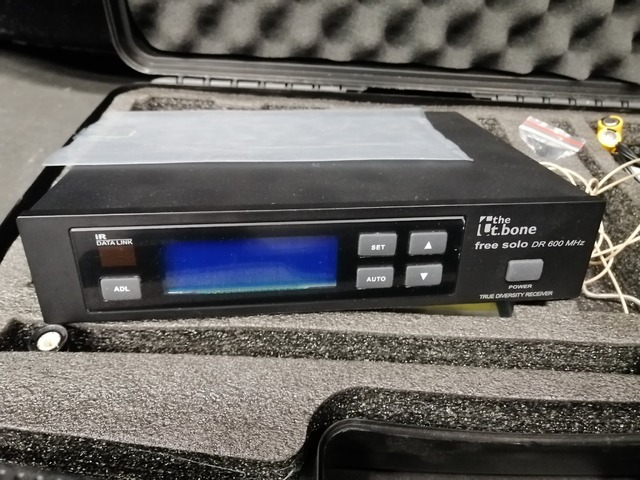 IR
DATA LINK
ADL
SET
AUTO
the
t.bone
free solo DR 600 MHz
POWER
TRUE DIVERSITY RECEIVER